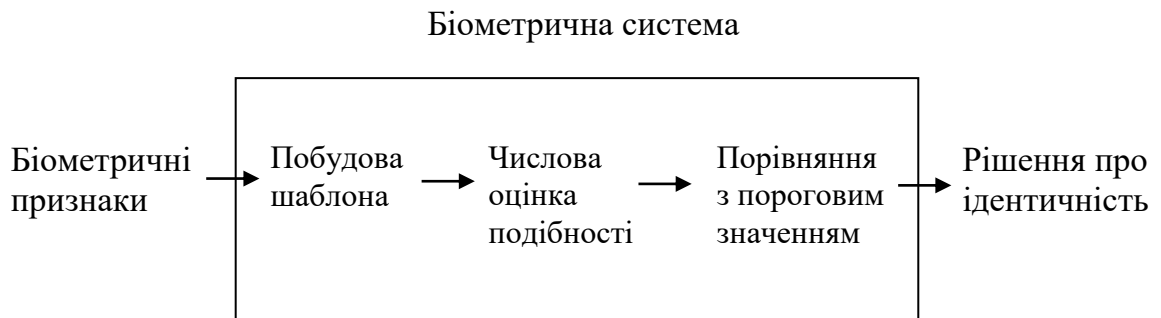 Біометрична система
Біометричні
признаки
Побудова
шаблона
Числова
оцінка
подібності
Порівняння
з пороговим
значенням
Рішення про
ідентичність